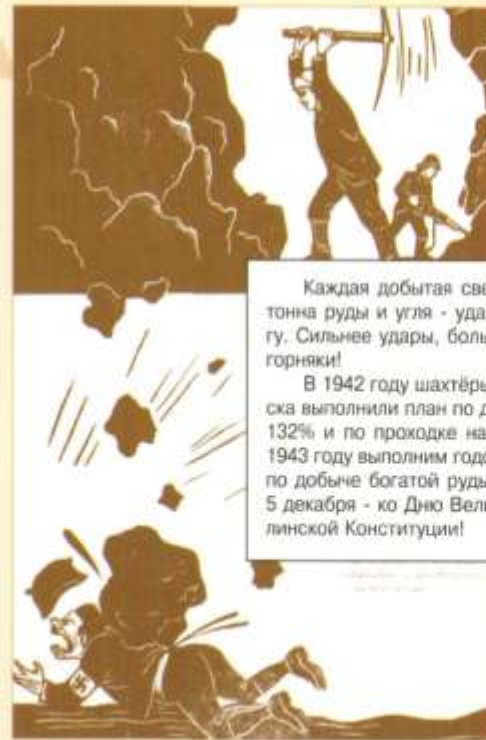 Каждая добытая све
тонна руды и угля - уда
гу. Сильнее удары, боль
горняки!
В 1942 году шахтёры
ска выполнили план по д
132% и по проходке на
1943 году выполним годо
по добыче богатой руды
5 декабря - ко Дню Вели
линской Конституции!